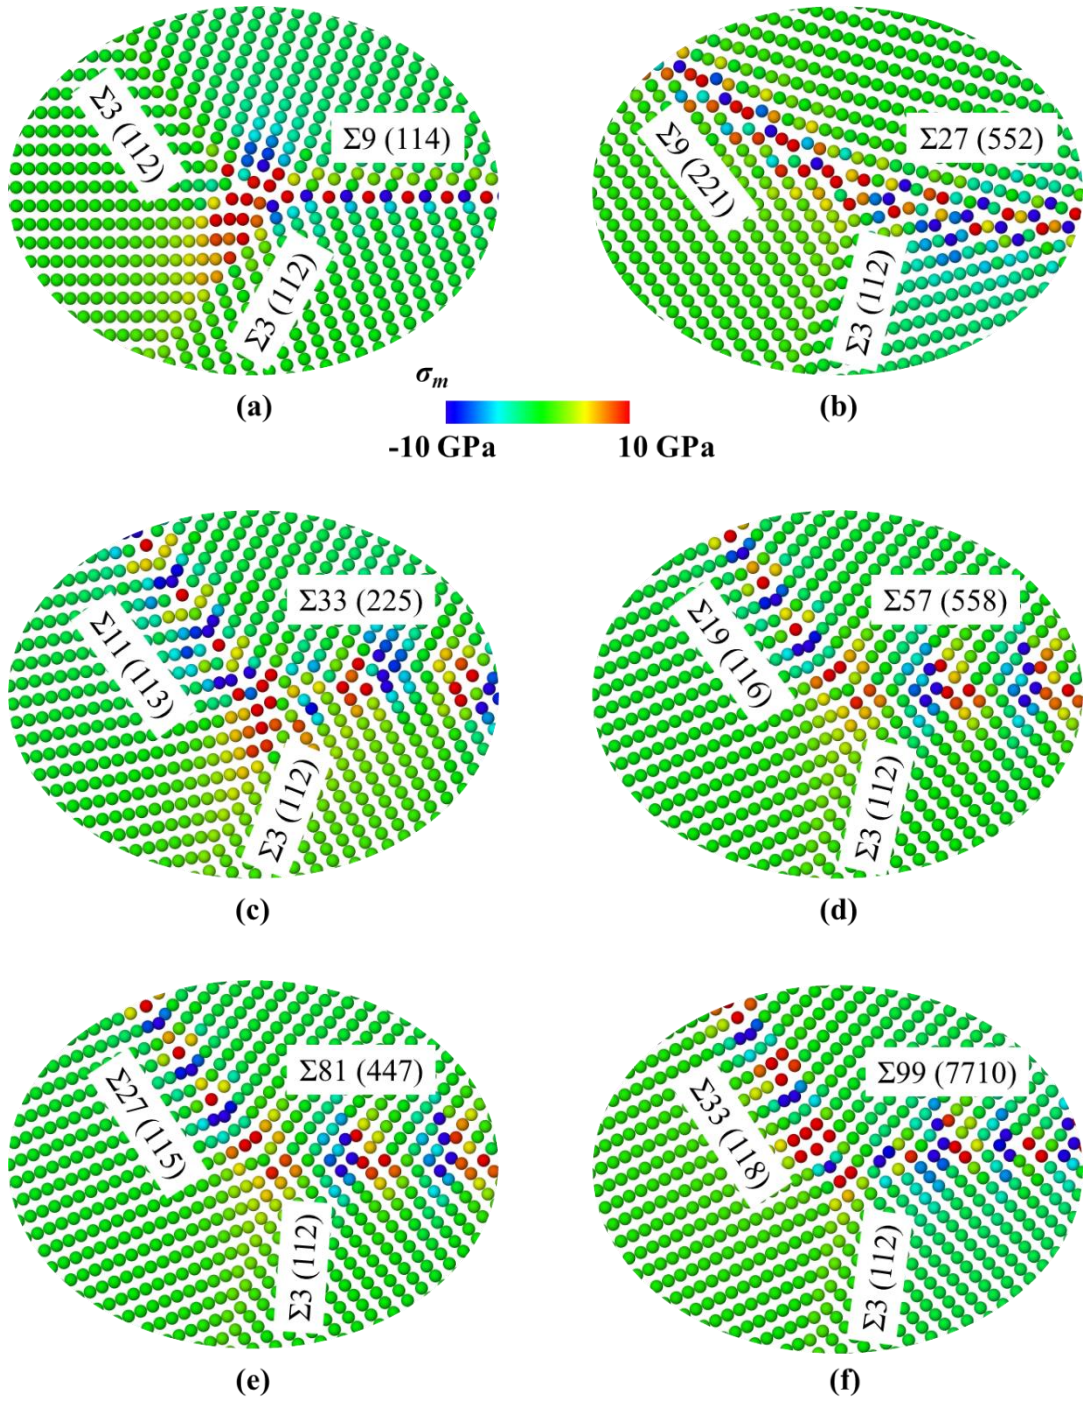 Σ3 (112)
Σ9 (114)
Σ3 (112)
(a)
Σ9 (221)
Σ27 (552)
Σ3 (112)
(b)
σm
-10 GPa
10 GPa
Σ11 (113)
Σ33 (225)
Σ3 (112)
(c)
Σ19 (116)
Σ57 (558)
Σ3 (112)
(d)
Σ27 (115)
Σ81 (447)
Σ3 (112)
(e)
Σ33 (118)
Σ99 (7710)
Σ3 (112)
(f)